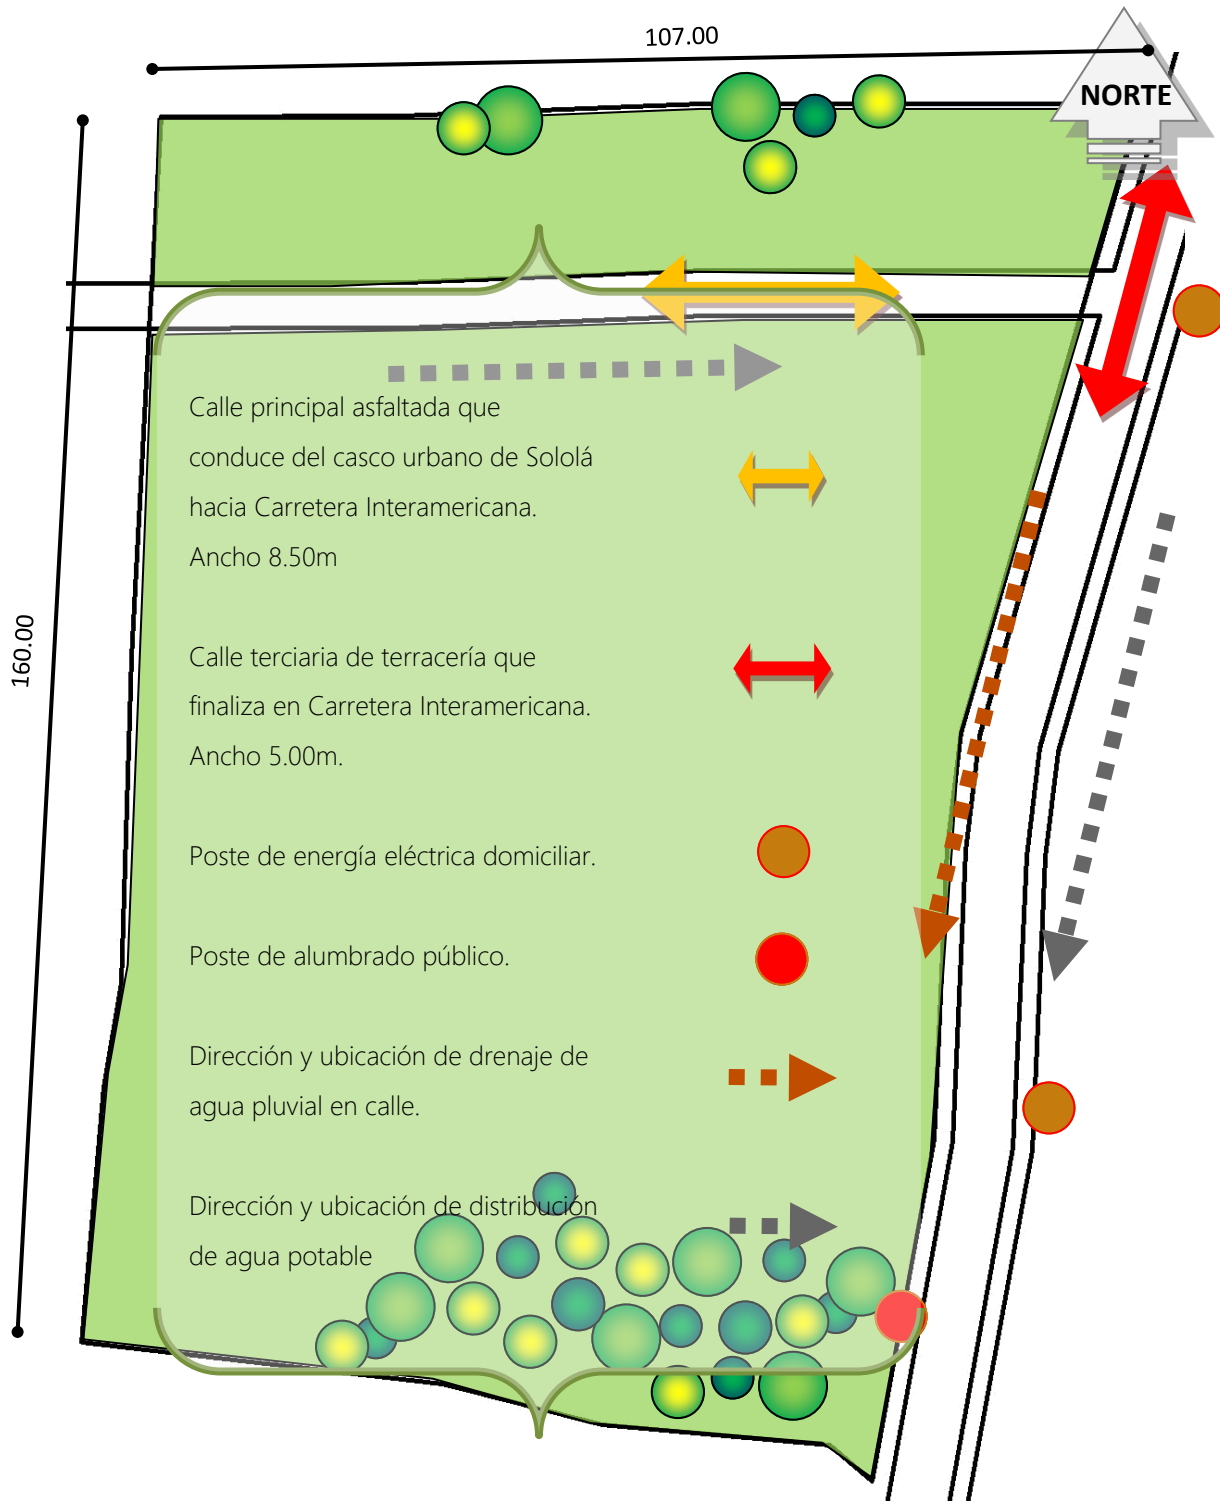 107.00
NORTE
160.00
Calle principal asfaltada que
conduce del casco urbano de Sololá
hacia Carretera Interamericana.
Ancho 8.50m
Calle terciaria de terracería que
finaliza en Carretera Interamericana.
Ancho 5.00m.
Poste de energía eléctrica domiciliar.
Poste de alumbrado público.
Dirección y ubicación de drenaje de
agua pluvial en calle.
Dirección y ubicación de distribución
de agua potable